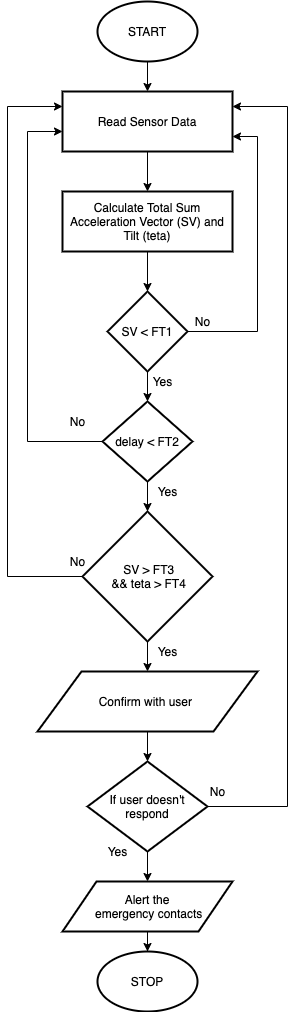 START
Read Sensor Data
Calculate Total Sum
Acceleration Vector (SV) and
Tilt (teta)
SV < FT1
No
Yes
No
delay < FT2
Yes
SV > FT3
&& teta > FT4
No
Yes
Confirm with user
If user doesn't
respond
No
Yes
Alert the
emergency contacts
STOP